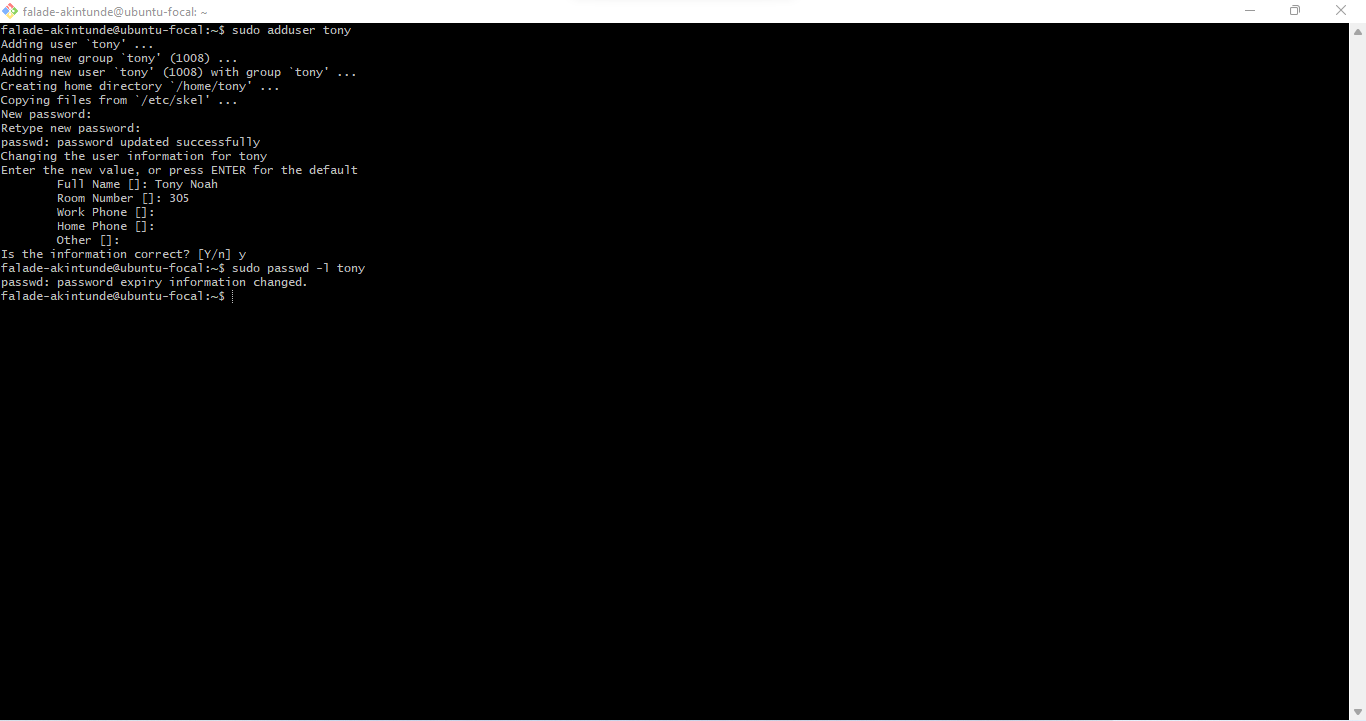 falade-akintunde@ubuntu-focal: ~
falade-akintunde@ubuntu-focal:~$ sudo adduser tony
Adding user `tony' ...
Adding new group `tony' (1008) ...
Adding new user `tony' (1008) with group `tony' ...
Creating home directory `/home/tony' ...
Copying files from `/etc/skel' ...
New password:
Retype new password:
passwd: password updated successfully
Changing the user information for tony
Enter the new value, or press ENTER for the default
        Full Name []: Tony Noah
        Room Number []: 305
        Work Phone []:
        Home Phone []:
        Other []:
Is the information correct? [Y/n] y
falade-akintunde@ubuntu-focal:~$ sudo passwd -l tony
passwd: password expiry information changed.
falade-akintunde@ubuntu-focal:~$